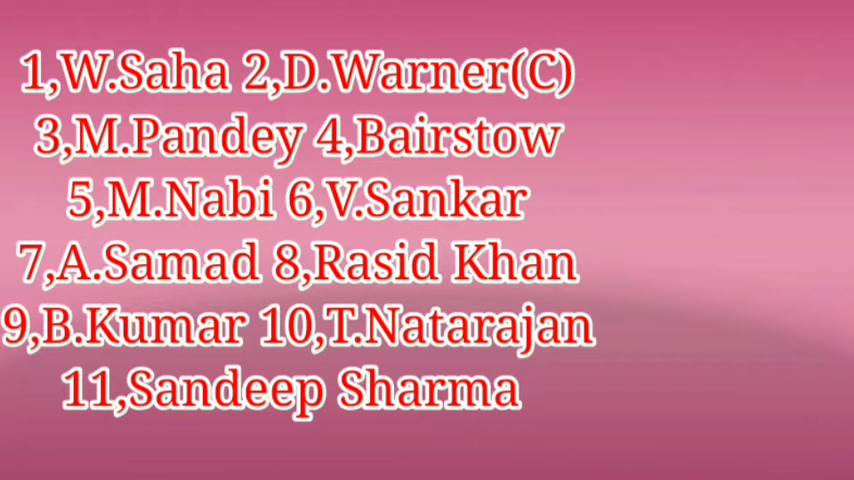 1,W.Saha 2,D.Warner(C)
3,M.Pandey 4,Bairstow
5,M.Nabi 6,V.Sankar
7,A.Samad 8,Rasid Khan
9,B.Kumar 10,T.Natarajan
11,Sandeep Sharma